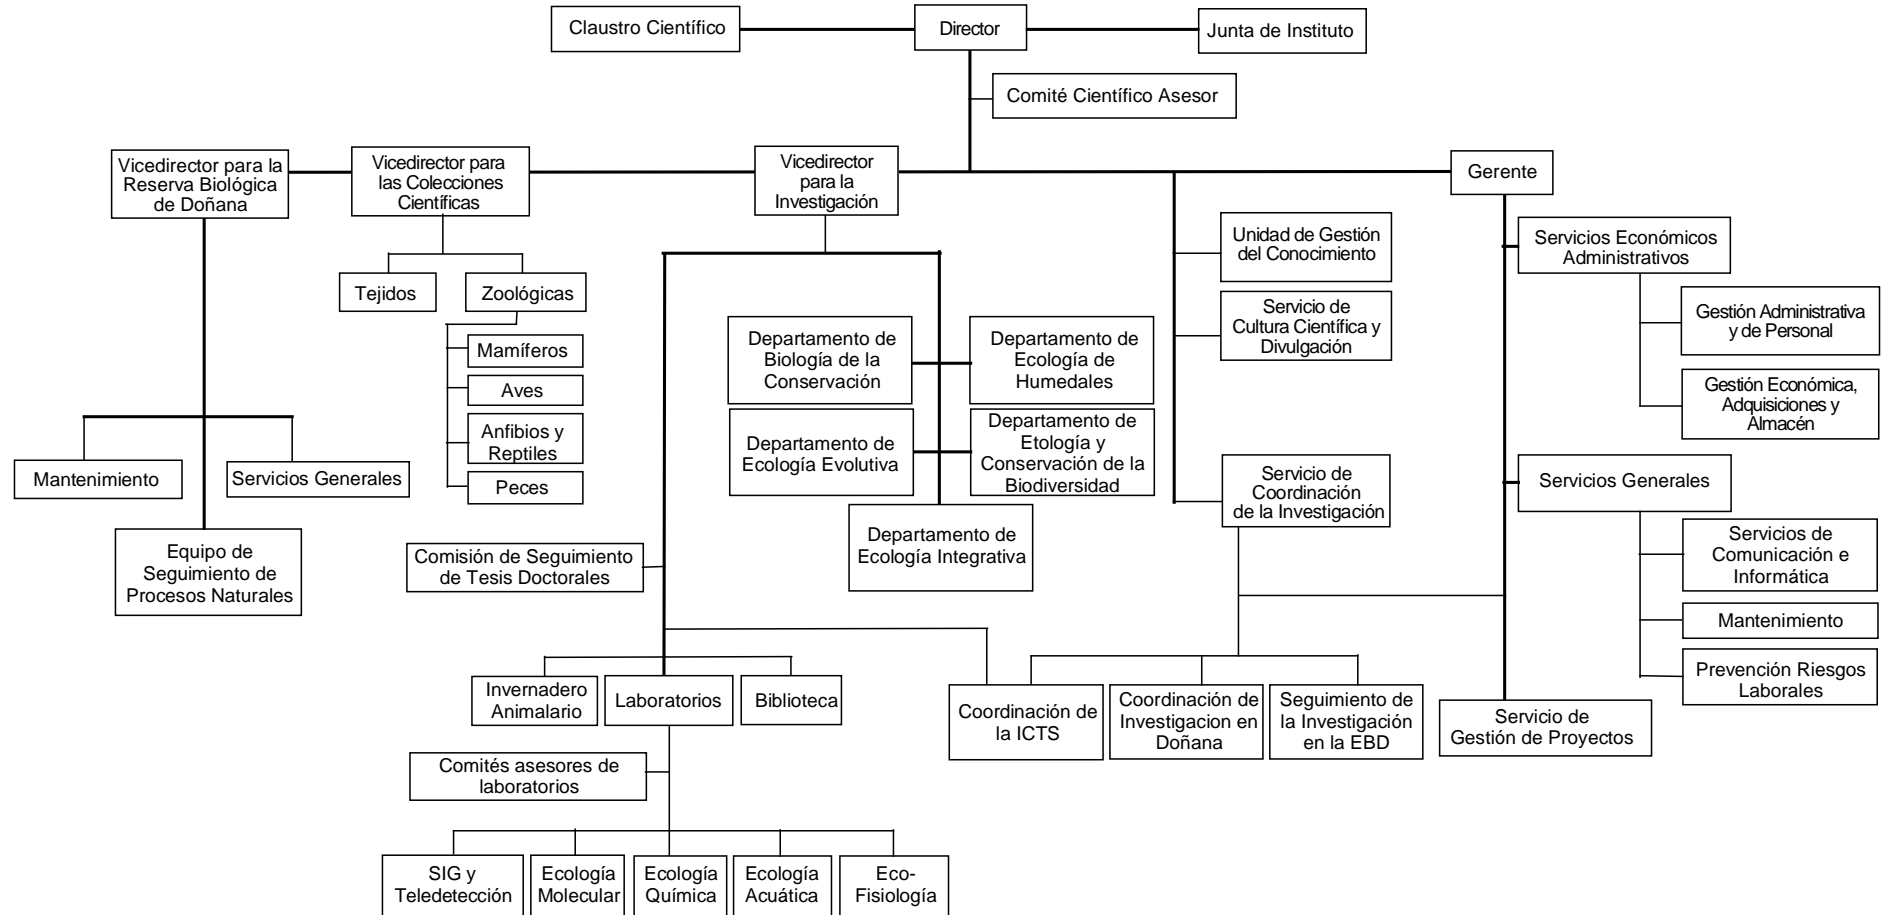 Claustro Científico
Director
Junta de Instituto
Comité Científico Asesor
Vicedirector para la
Reserva Biológica
de Doñana
Vicedirector para
las Colecciones
Científicas
Vicedirector
para la
Investigación
Gerente
Unidad de Gestión
del Conocimiento
Servicios Económicos
Administrativos
Tejidos
Zoológicas
Servicio de
Cultura Científica y
Divulgación
Gestión Administrativa
y de Personal
Mamíferos
Aves
Anfibios y
Reptiles
Peces
Departamento de
Biología de la
Conservación
Departamento de
Ecología de
Humedales
Gestión Económica,
Adquisiciones y
Almacén
Departamento de
Ecología Evolutiva
Departamento de
Etología y
Conservación de la
Biodiversidad
Mantenimiento
Servicios Generales
Servicio de
Coordinación
de la Investigación
Servicios Generales
Equipo de
Seguimiento de
Procesos Naturales
Comisión de Seguimiento
de Tesis Doctorales
Departamento de
Ecología Integrativa
Servicios de
Comunicación e
Informática
Mantenimiento
Prevención Riesgos
Laborales
Invernadero
Animalario
Laboratorios
Biblioteca
Coordinación de
la ICTS
Coordinación de
Investigacion en
Doñana
Seguimiento de
la Investigación
en la EBD
Servicio de
Gestión de Proyectos
Comités asesores de
laboratorios
SIG y
Teledetección
Ecología
Molecular
Ecología
Química
Ecología
Acuática
Eco-
Fisiología